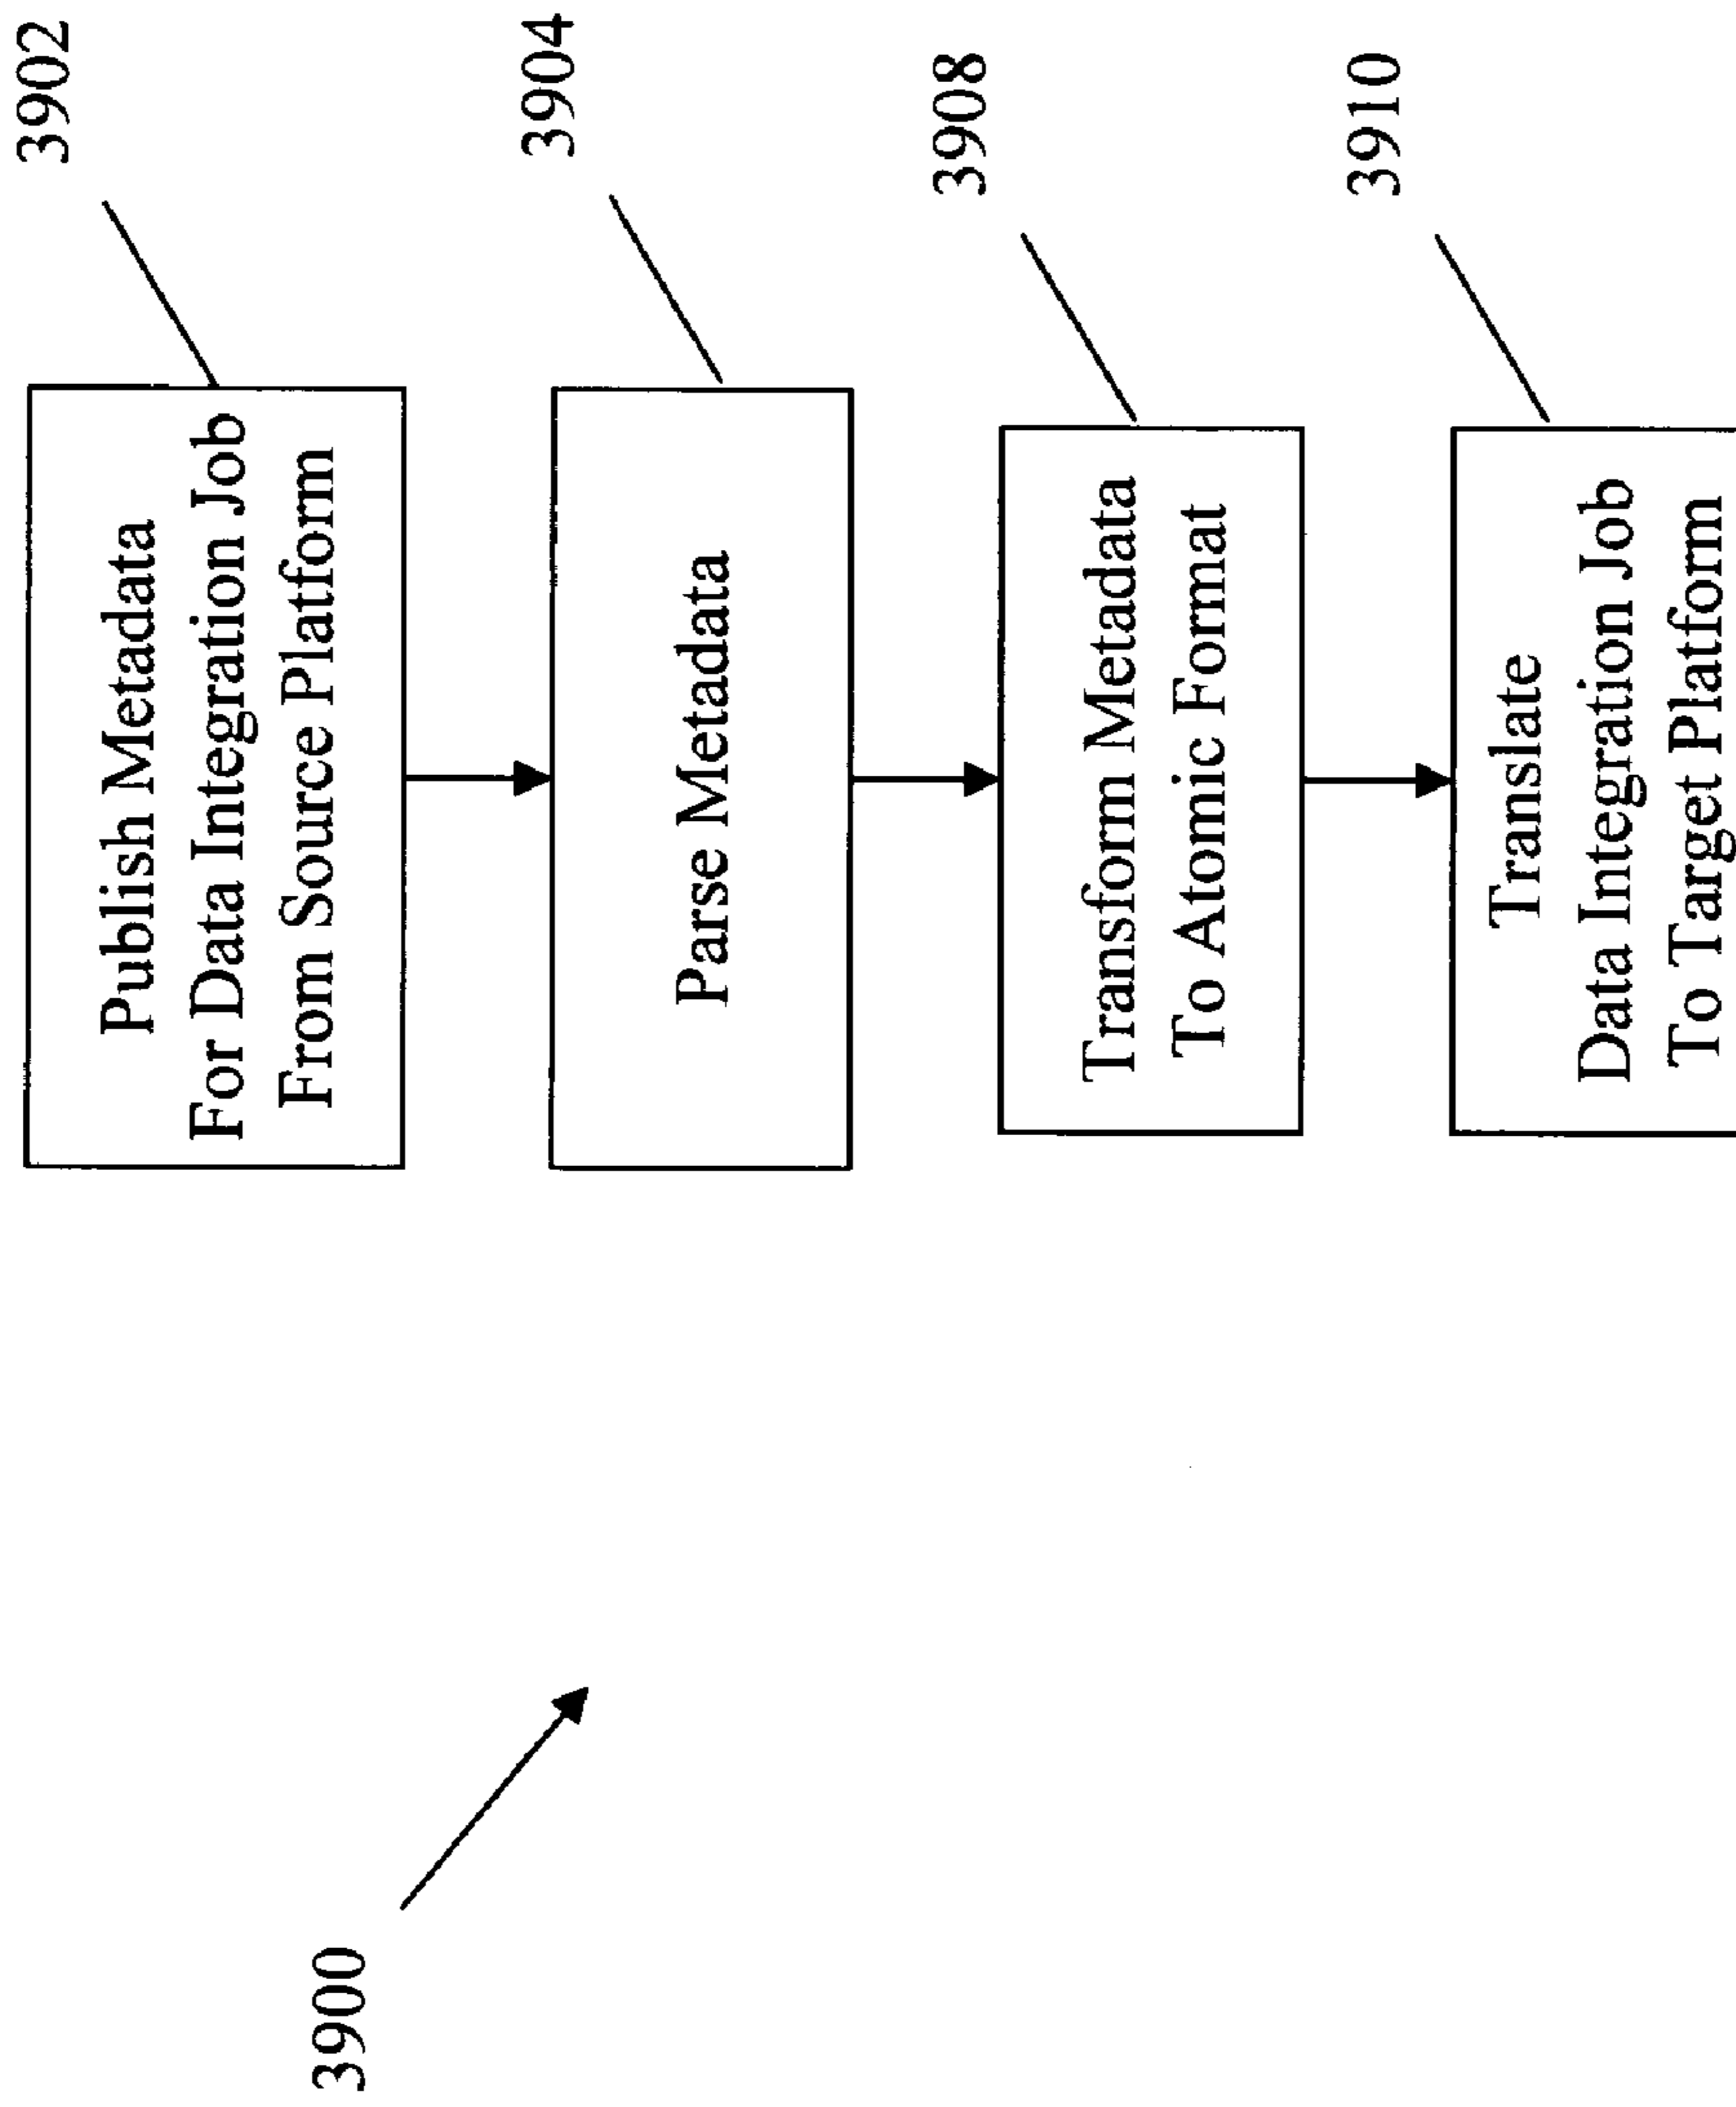 3902
Publish Metadata
For Data Integration Job
From Source Platform
3904
Parse Metadata
3908
Transform Metadata
To Atomic Format
3910
Translate
Data Integration Job
To Target Platform
3900